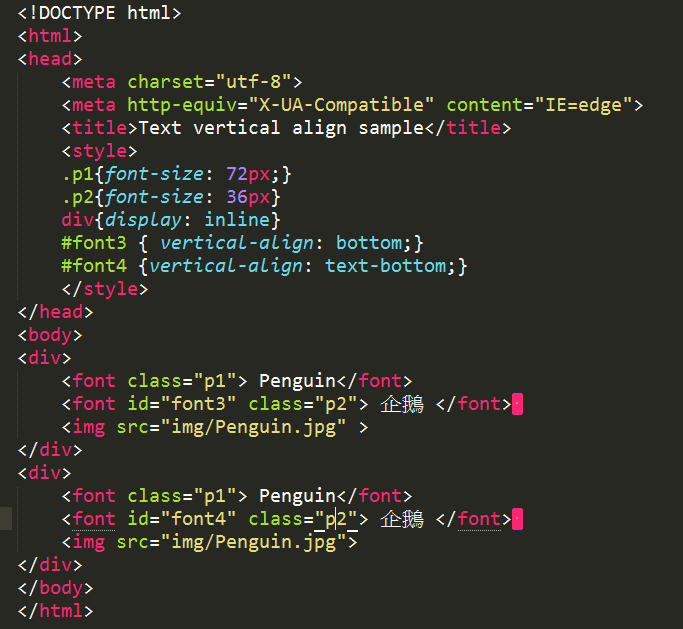 <!DOCTYPE html>
<html>
<head>
<meta charset="utf-8">
<meta http-equiv="X-UA-Compatible" content="IE=edge">
<title>Text vertical align sample</title>
<style>
.p1{font-size: 72px;}
.p2{font-size: 36px}
div{display: inline}
#font3 { vertical-align: bottom;}
#font4 {vertical-align: text-bottom;}
</style>
</head>
<body>
<div>
<font class="p1"> Penguin</font>
<font id="font3" class="p2"> 企鵝 </font>
<img src="img/Penguin.jpg" >
</div>
<div>
<font class="p1"> Penguin</font>
<font id="font4" class="p2"> 企鵝 </font>
<img src="img/Penguin.jpg">
</div>
</body>
</html>